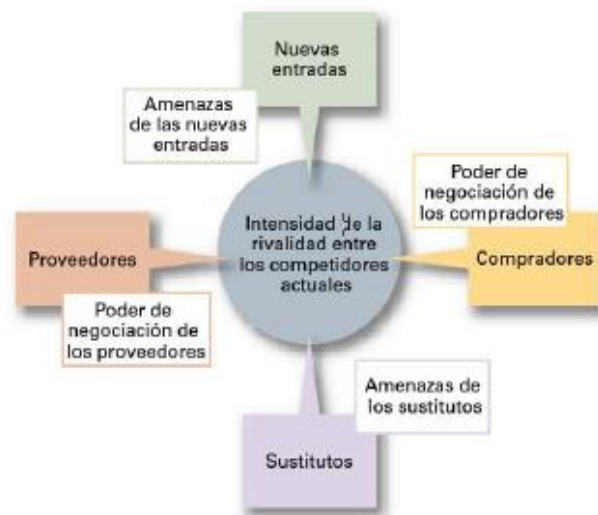 Nuevas
entradas
Amenazas
de las nuevas
entradas
Poder de
negociación de
los compradores
Intensidad de la
rivalidad entre
los competidores
actuales
Proveedores
Compradores
Poder de
negociación de
los proveedores
Amenazas de
los sustitutos
Sustitutos